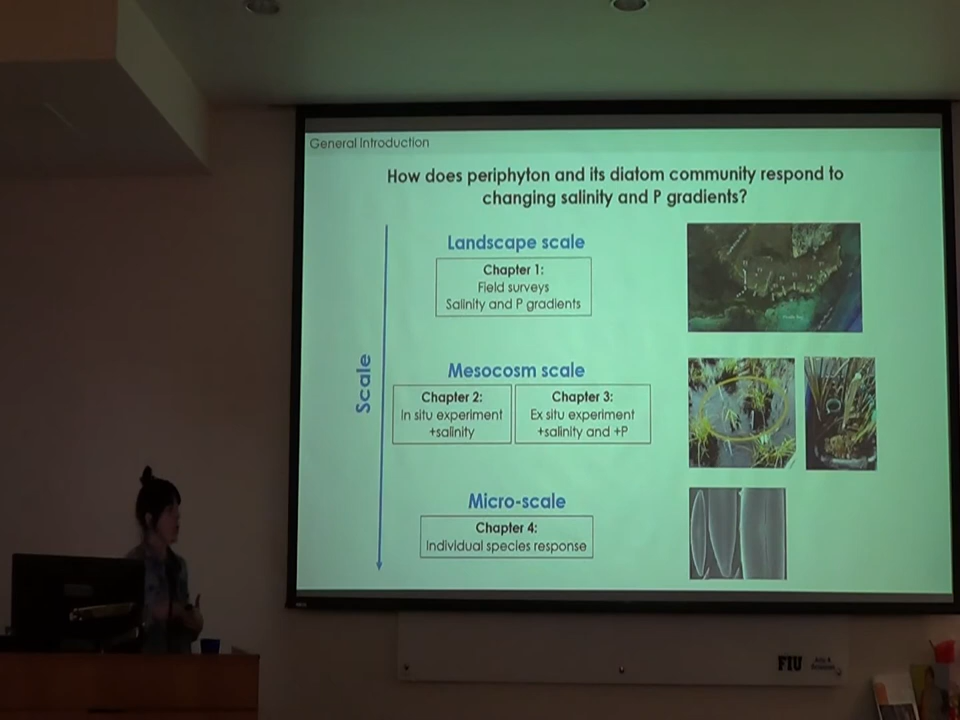 General Introduction
How does periphyton and its diatom community respond to
changing salinity and P gradients?
Landscape scale
Chapter 1:
Field surveys
Salinity and P gradients
Scale
Mesocosm scale
Chapter 2:
In situ experiment
+salinity
Chapter 3:
Ex situ experiment
+salinity and +P
Micro-scale
Chapter 4:
Individual species response
FIU